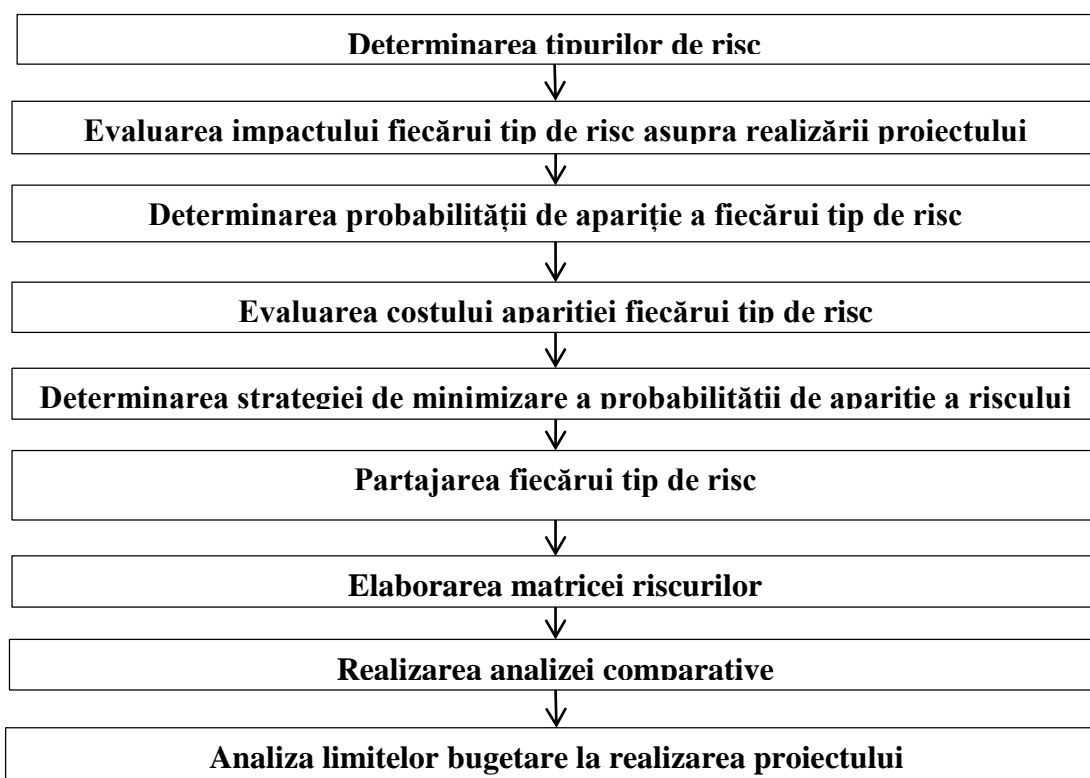 Determinarea tipurilor de risc
Evaluarea impactului fiecărui tip de risc asupra realizării proiectului
Determinarea probabilității de apariție a fiecărui tip de risc
Evaluarea costului apariției fiecărui tip de risc
Determinarea strategiei de minimizare a probabilității de apariție a riscului
Partajarea fiecărui tip de risc
Elaborarea matricei riscurilor
Realizarea analizei comparative
Analiza limitelor bugetare la realizarea proiectului